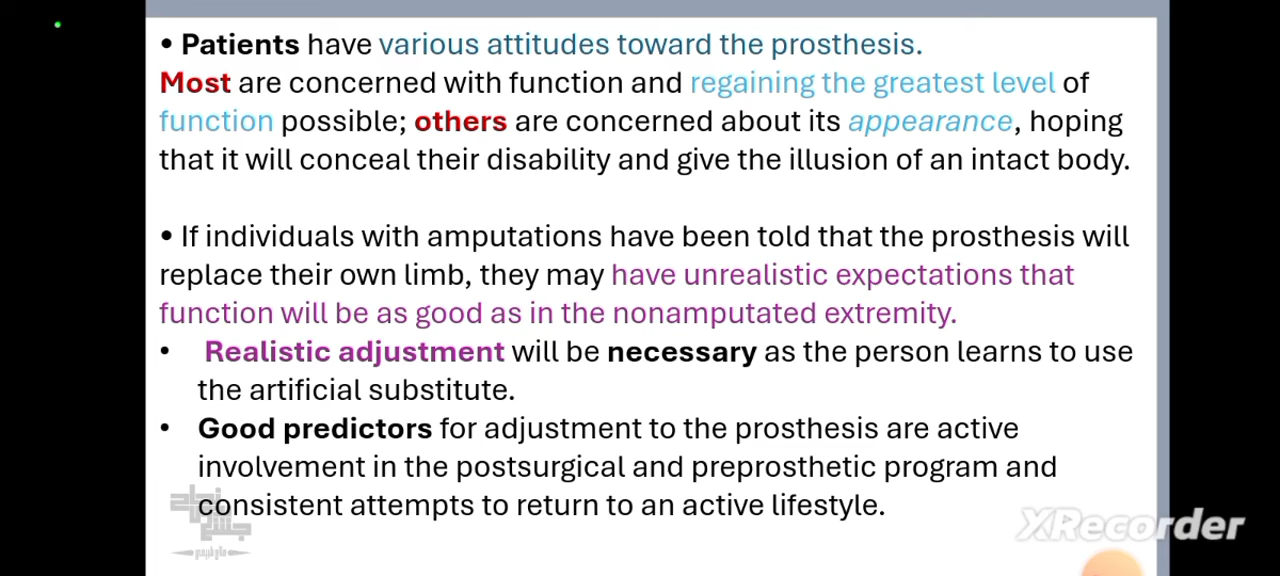 • Patients have various attitudes toward the prosthesis.
Most are concerned with function and regaining the greatest level of
function possible; others are concerned about its appearance, hoping
that it will conceal their disability and give the illusion of an intact body.
• If individuals with amputations have been told that the prosthesis will
replace their own limb, they may have unrealistic expectations that
function will be as good as in the nonamputated extremity.
• Realistic adjustment will be necessary as the person learns to use
the artificial substitute.
• Good predictors for adjustment to the prosthesis are active
involvement in the postsurgical and preprosthetic program and
consistent attempts to return to an active lifestyle.
XRecorder